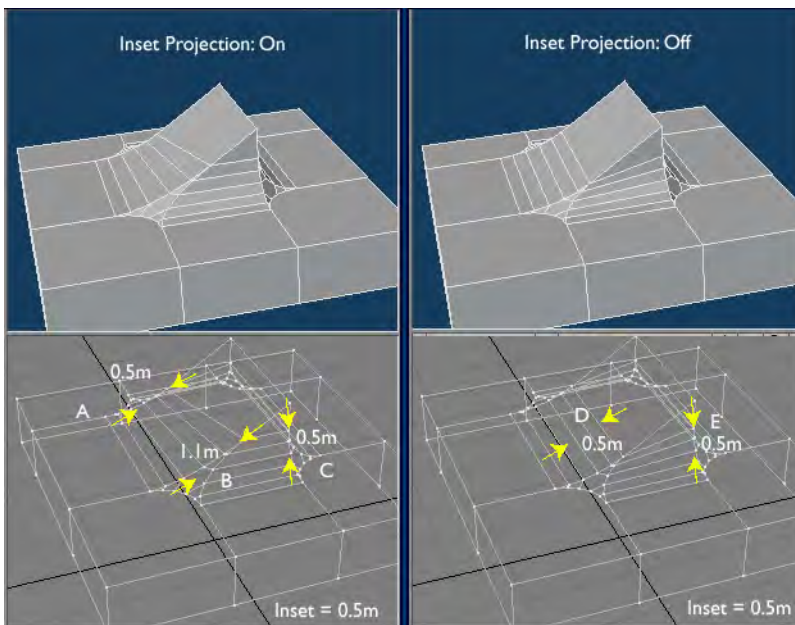 Inset Projection: On
Inset Projection: Off
0.5m
A
1.1m
B
0.5m
C
Inset = 0.5m
D
0.5m
E
0.5m
Inset = 0.5m